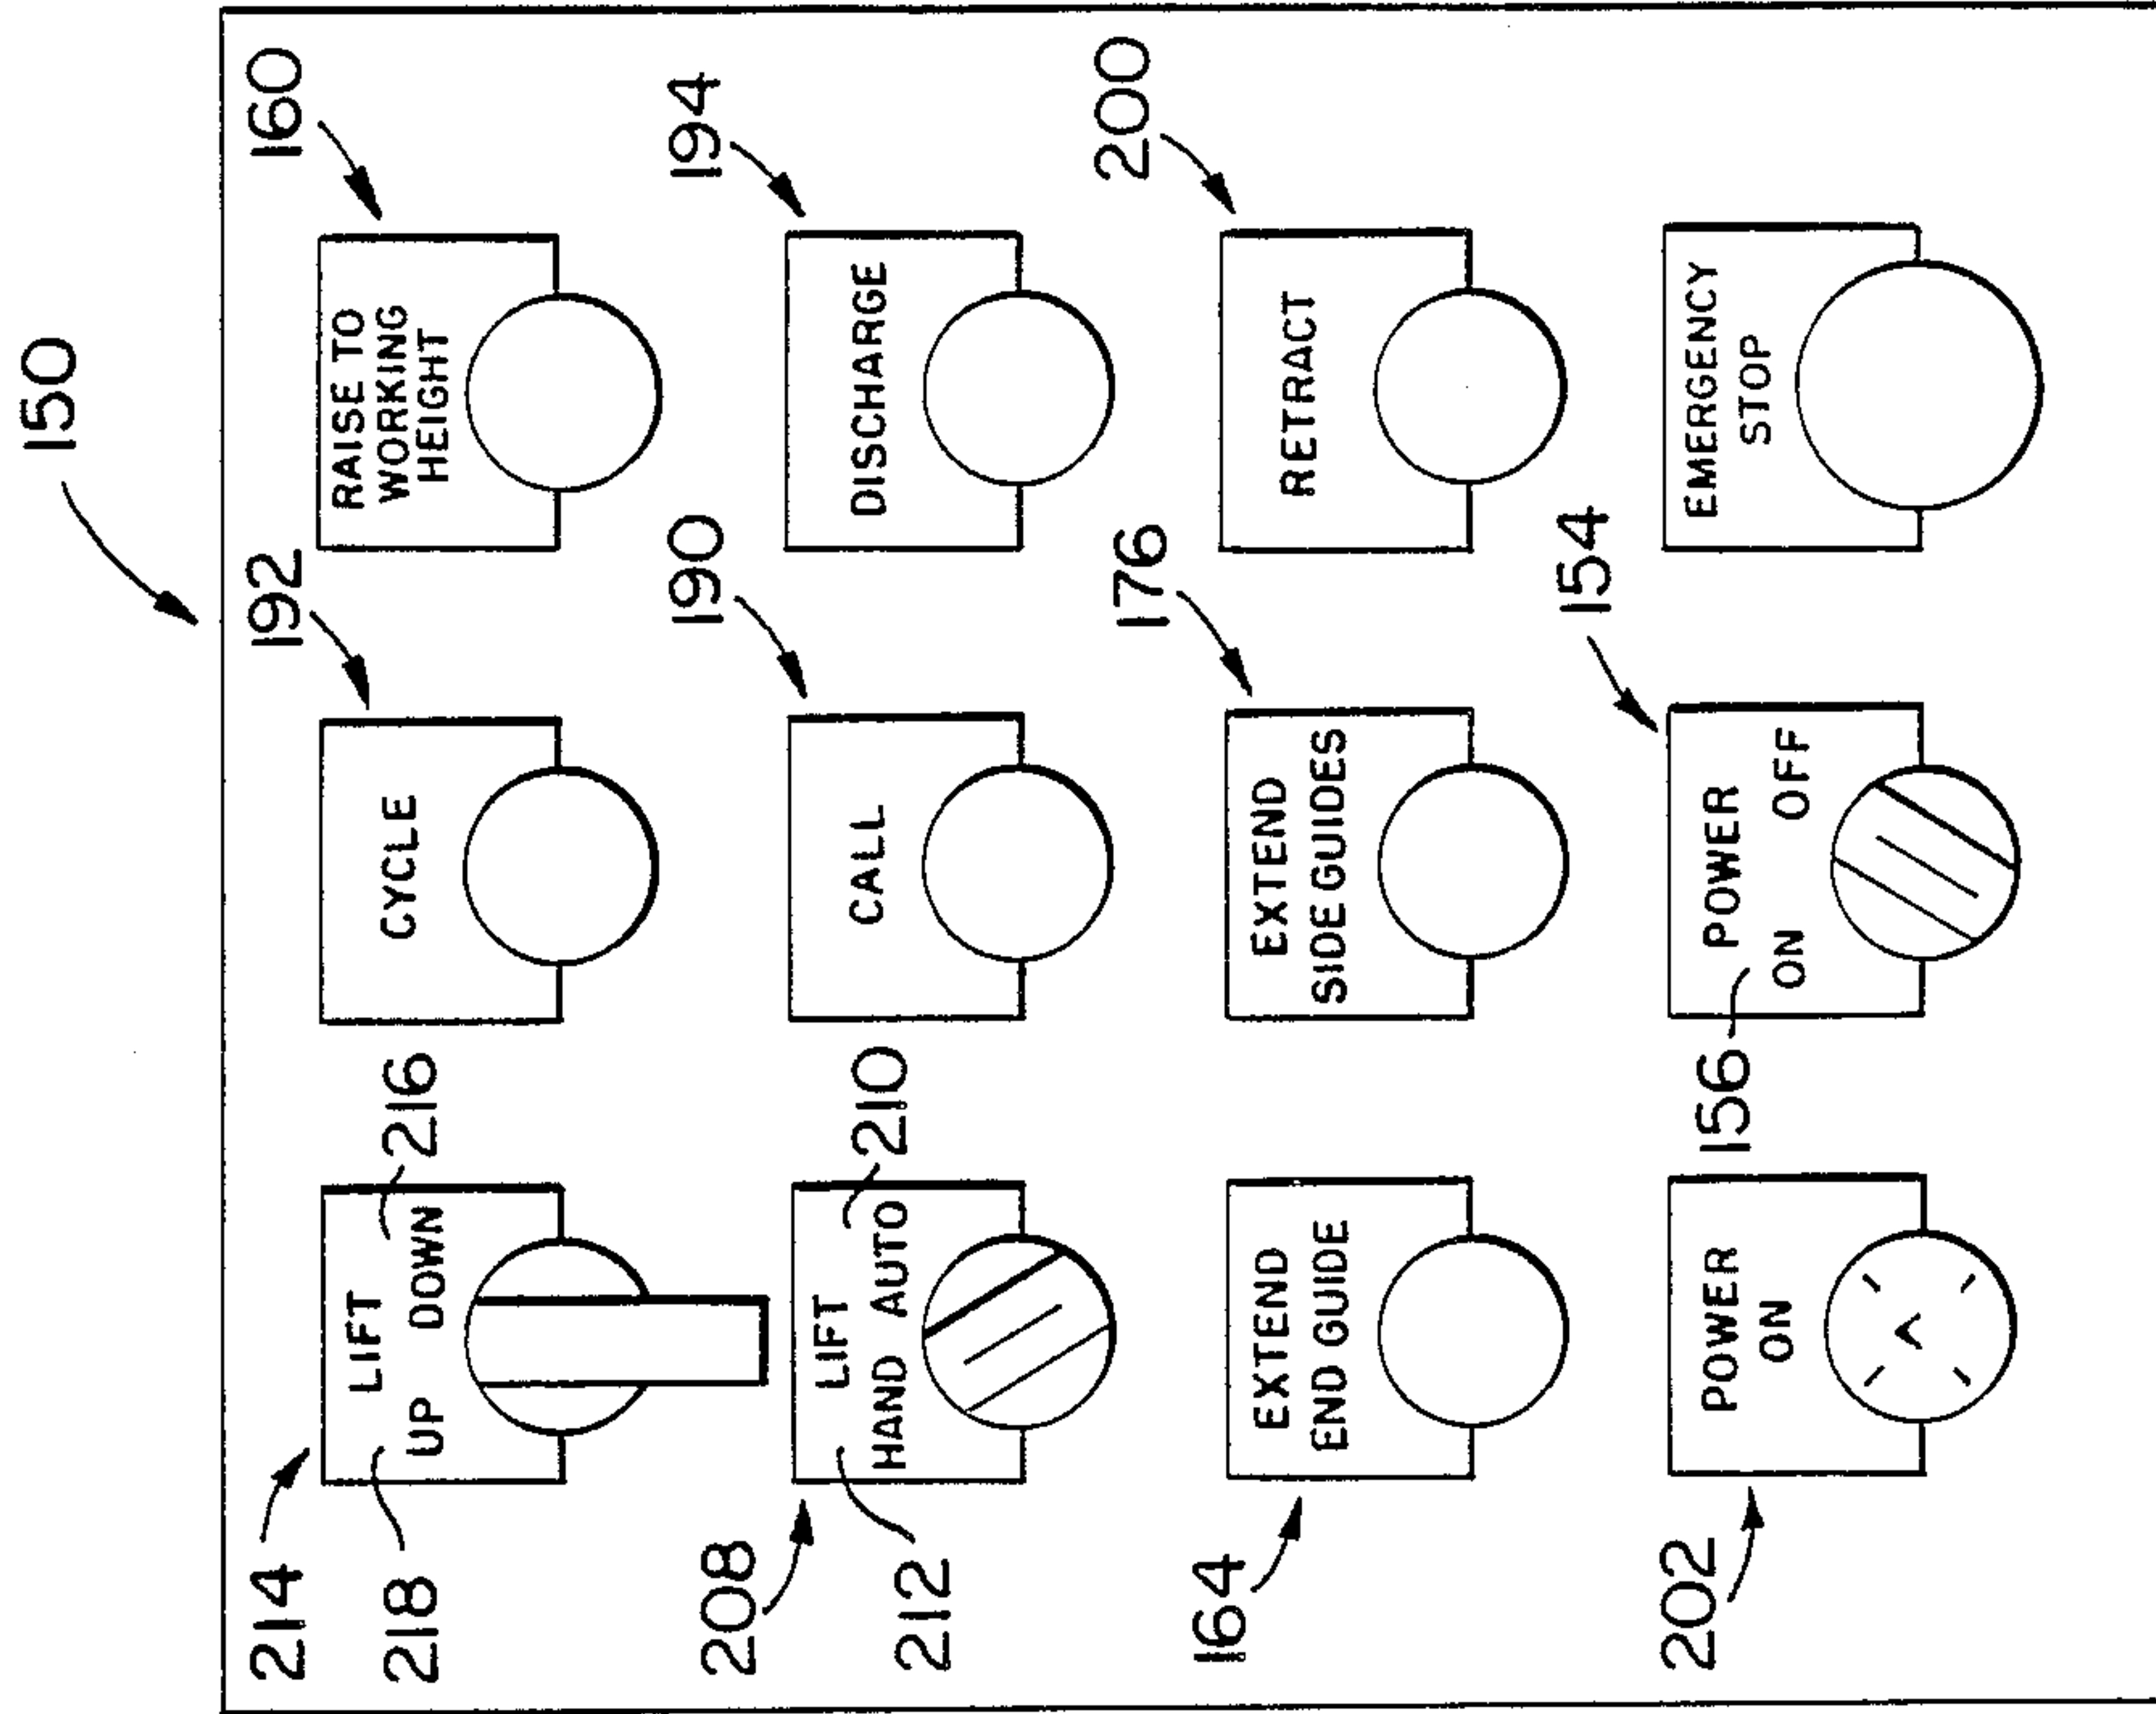 150
214
192
160
218
LIFT
216
UP DOWN
CYCLE
RAISE TO
WORKING
HEIGHT
208
190
194
212
LIFT
210
HAND AUTO
CALL
DISCHARGE
164
176
200
EXTEND
END GUIDE
EXTEND
SIDE GUIDES
RETRACT
202
154
POWER
ON
156
POWER
ON OFF
EMERGENCY
STOP